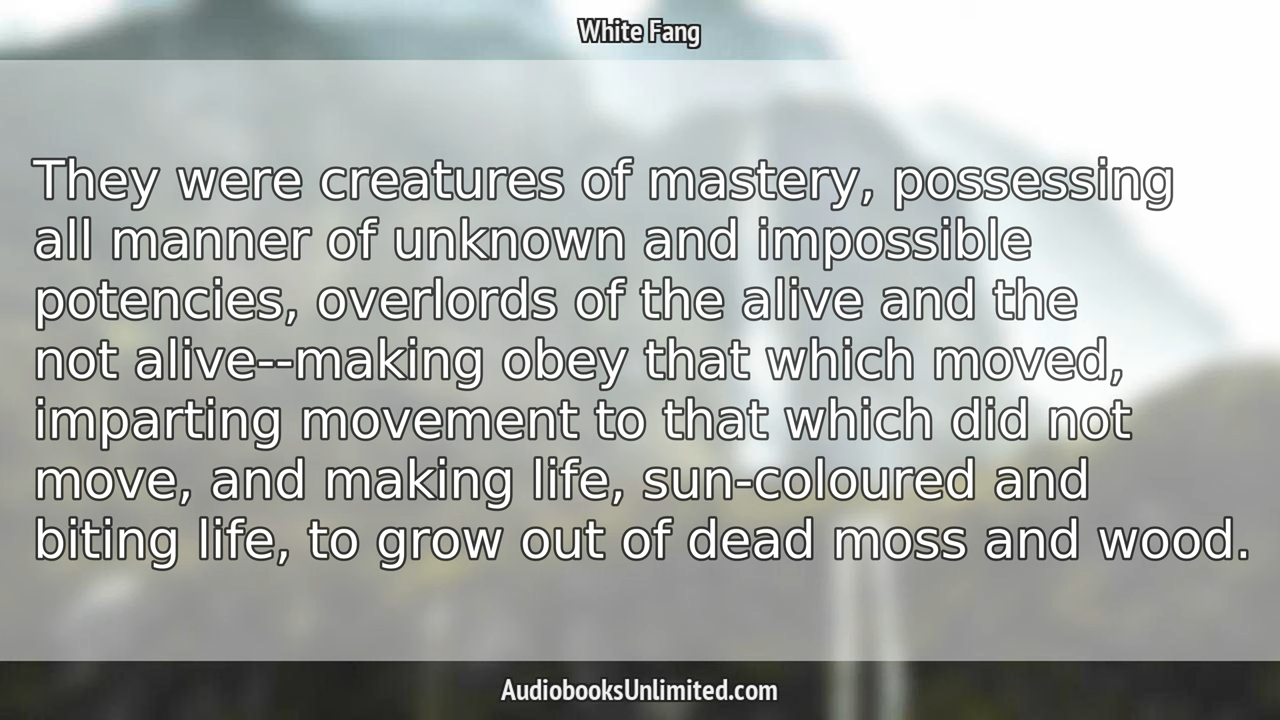 White Fang
They were creatures of mastery, possessing
all manner of unknown and impossible
potencies, overlords of the alive and the
not alive--making obey that which moved,
imparting movement to that which did not
move, and making life, sun-coloured and
biting life, to grow out of dead moss and wood.
AudiobooksUnlimited.com